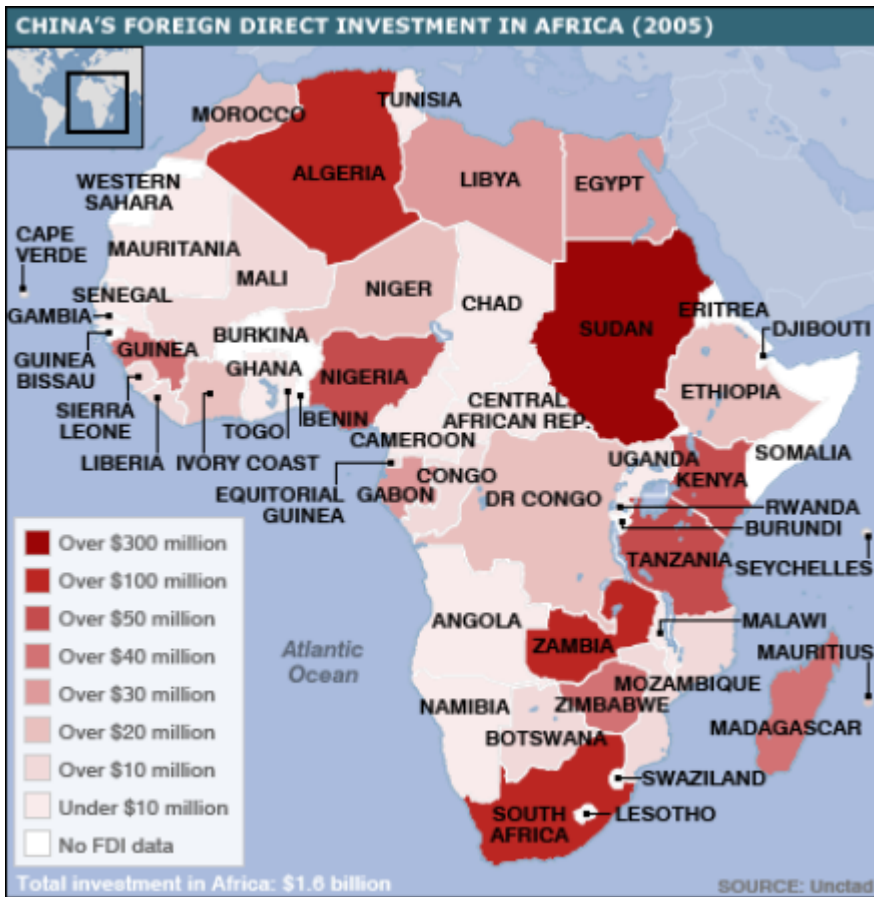 CHINA'S FOREIGN DIRECT INVESTMENT IN AFRICA (2005)
TUNISIA
MOROCCO
ALGERIA
LIBYA
EGYPT
WESTERN
SAHARA
CAPE
VERDE
MAURITANIA
MALI
NIGER
CHAD
SUDAN
ERITREA
DJIBOUTI
SENEGAL
GAMBIA
GUINEA
BISSAU
GUINEA
BURKINA
GHANA
NIGERIA
ETHIOPIA
SIERRA
LEONE
TOGO
BENIN
CENTRAL
AFRICAN REP.
CAMEROON
LIBERIA
IVORY COAST
UGANDA
KENYA
SOMALIA
EQUITORIAL
GUINEA
GABON
CONGO
DR CONGO
RWANDA
BURUNDI
TANZANIA
SEYCHELLES
Over $300 million
Over $100 million
Over $50 million
Over $40 million
Over $30 million
Over $20 million
Over $10 million
Under $10 million
No FDI data
Atlantic
Ocean
ANGOLA
ZAMBIA
MALAWI
MAURITIUS
MOZAMBIQUE
NAMIBIA
ZIMBABWE
BOTSWANA
MADAGASCAR
SWAZILAND
SOUTH
AFRICA
LESOTHO
Total investment in Africa: $1.6 billion
SOURCE: Unctad